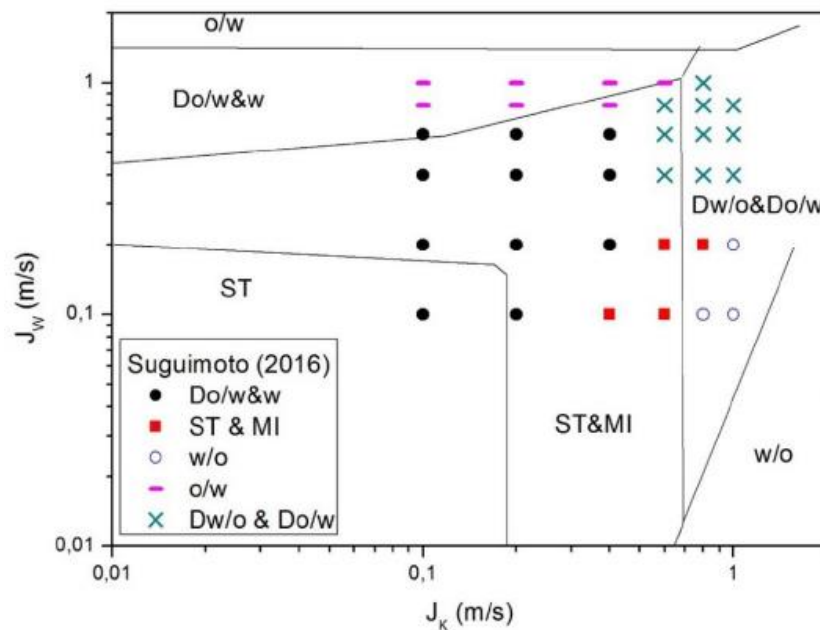 o/w
Do/w&w
1
Dw/o&Do/w
ST
J_W (m/s)
0,1
Suguimoto (2016)
Do/w&w
ST & MI
w/o
o/w
Dw/o & Do/w
ST&MI
w/o
0,01
0,01
0,1
1
J_K (m/s)